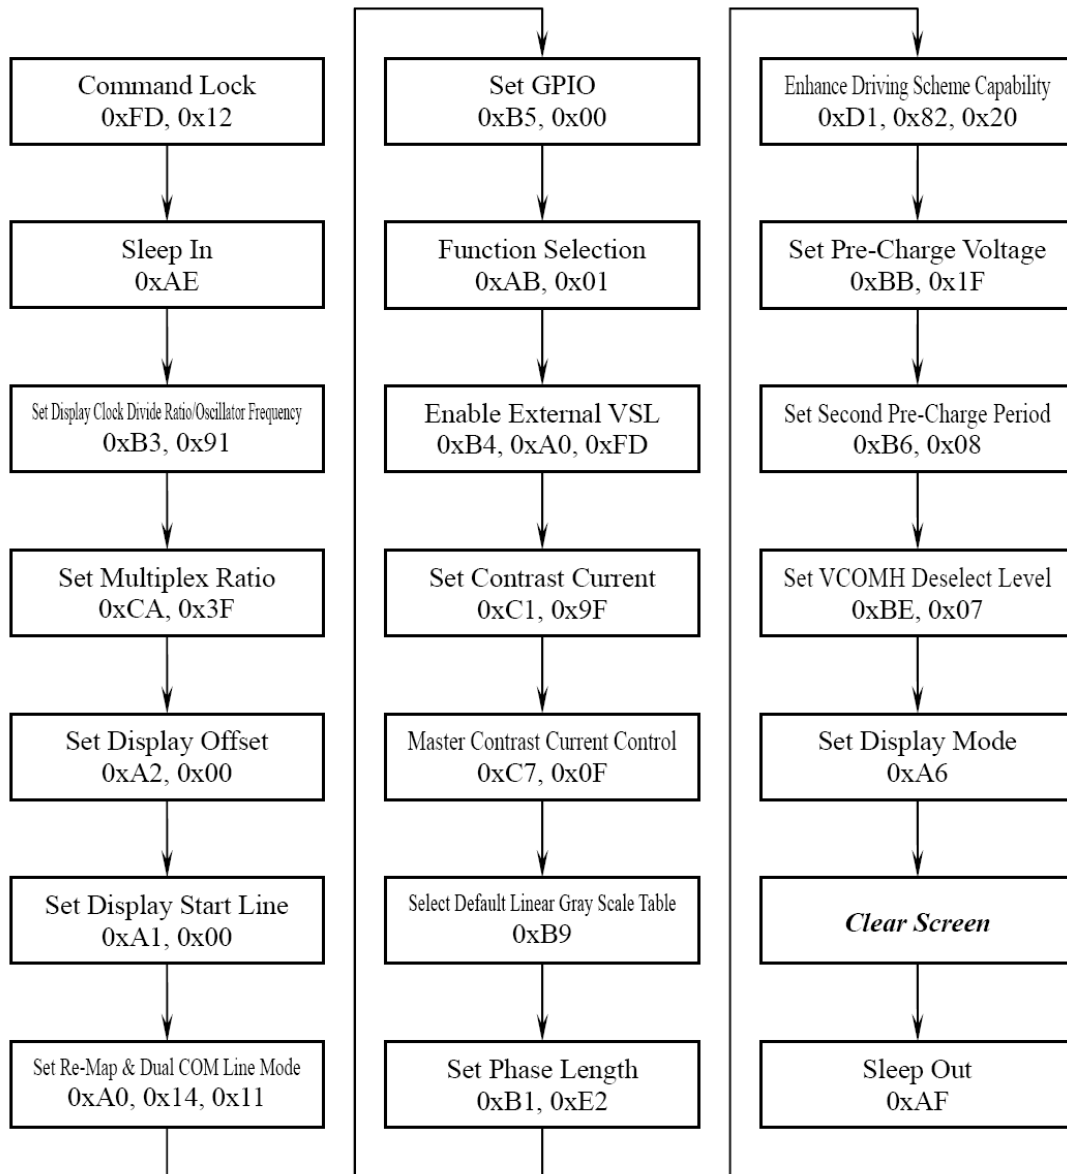 Command Lock
0xFD, 0x12
Sleep In
0xAE
Set Display Clock Divide Ratio/Oscillator Frequency
0xB3, 0x91
Set Multiplex Ratio
0xCA, 0x3F
Set Display Offset
0xA2, 0x00
Set Display Start Line
0xA1, 0x00
Set Re-Map & Dual COM Line Mode
0xA0, 0x14, 0x11
Set GPIO
0xB5, 0x00
Function Selection
0xAB, 0x01
Enable External VSL
0xB4, 0xA0, 0xFD
Set Contrast Current
0xC1, 0x9F
Master Contrast Current Control
0xC7, 0x0F
Select Default Linear Gray Scale Table
0xB9
Set Phase Length
0xB1, 0xE2
Enhance Driving Scheme Capability
0xD1, 0x82, 0x20
Set Pre-Charge Voltage
0xBB, 0x1F
Set Second Pre-Charge Period
0xB6, 0x08
Set VCOMH Deselect Level
0xBE, 0x07
Set Display Mode
0xA6
Clear Screen
Sleep Out
0xAF